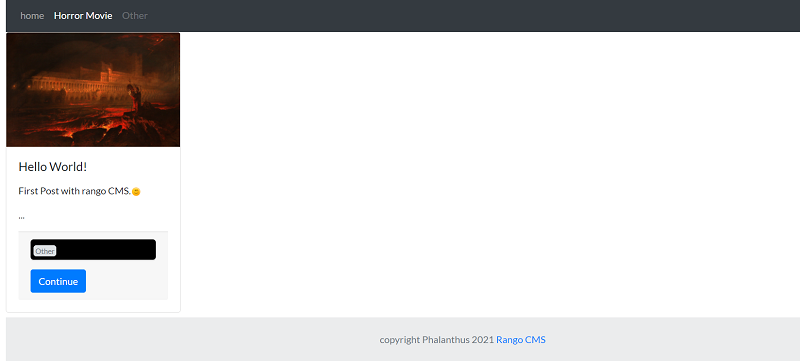 home Horror Movie Other
Hello World!
First Post with rango CMS.🌞
...
Other
Continue
copyright Phalanthus 2021 Rango CMS